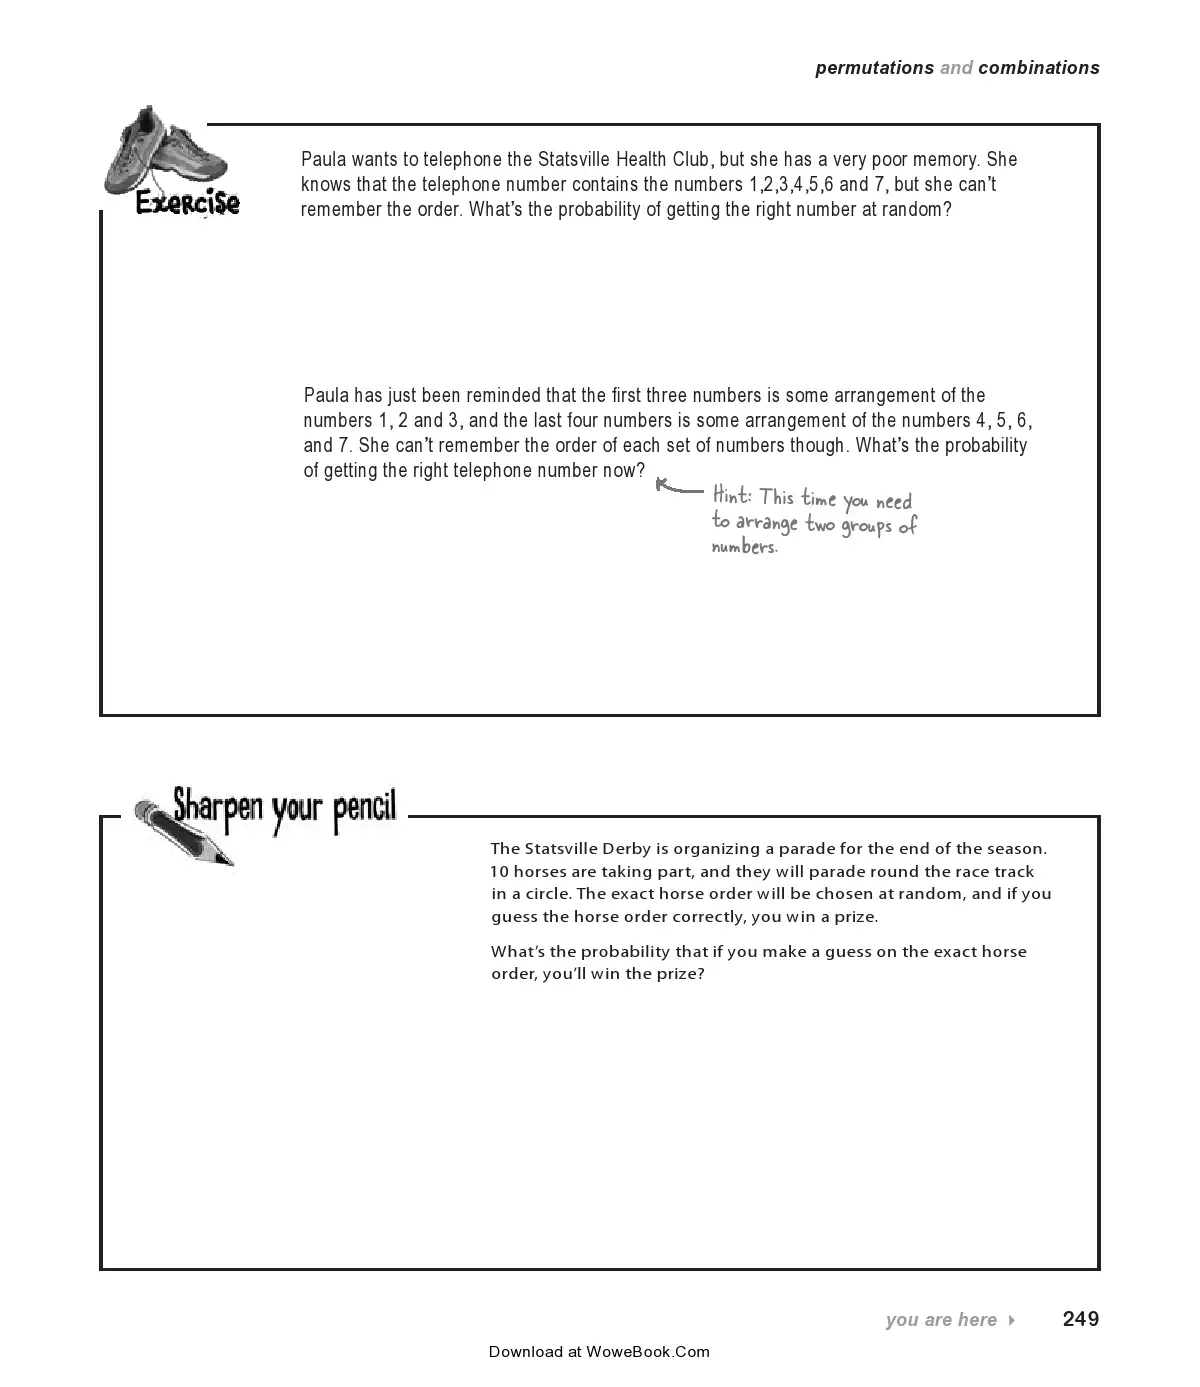 permutations and combinations
Exercise
Paula wants to telephone the Statsville Health Club, but she has a very poor memory. She
knows that the telephone number contains the numbers 1,2,3,4,5,6 and 7, but she can’t
remember the order. What’s the probability of getting the right number at random?
Paula has just been reminded that the first three numbers is some arrangement of the
numbers 1, 2 and 3, and the last four numbers is some arrangement of the numbers 4, 5, 6,
and 7. She can’t remember the order of each set of numbers though. What’s the probability
of getting the right telephone number now?
Hint: This time you need
to arrange two groups of
numbers.
Sharpen your pencil
The Statsville Derby is organizing a parade for the end of the season.
10 horses are taking part, and they will parade round the race track
in a circle. The exact horse order will be chosen at random, and if you
guess the horse order correctly, you win a prize.
What’s the probability that if you make a guess on the exact horse
order, you’ll win the prize?
you are here
249
Download at WoweBook.Com